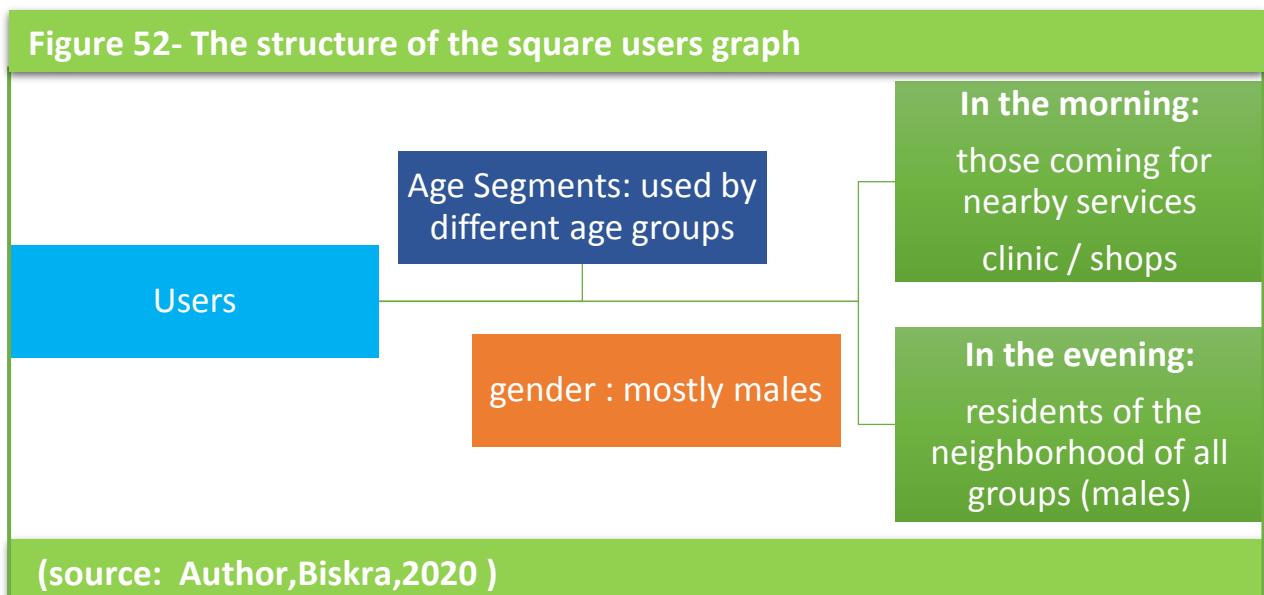 Figure 52- The structure of the square users graph
Users
Age Segments: used by
different age groups
gender : mostly males
In the morning:
those coming for
nearby services
clinic / shops
In the evening:
residents of the
neighborhood of all
groups (males)
(source:  Author,Biskra,2020 )